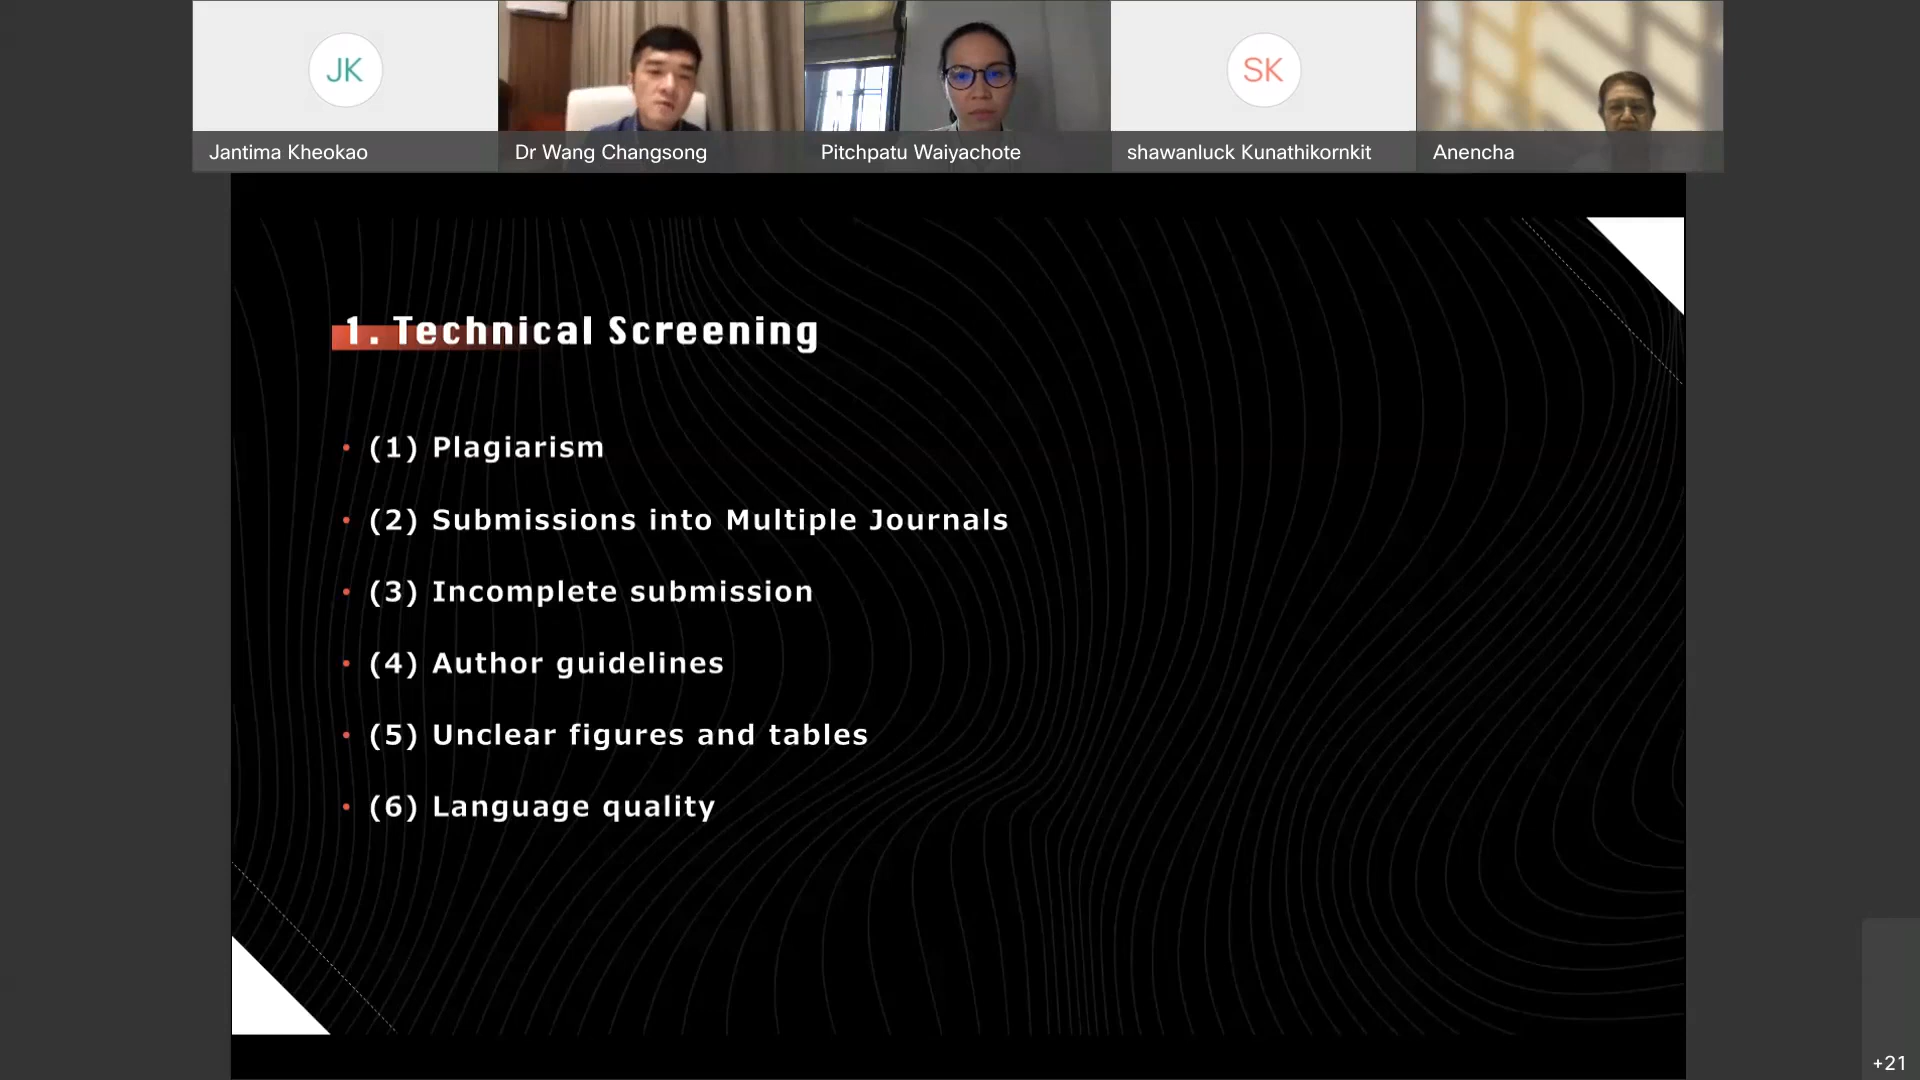 JK
SK
Jantima Kheokao
Dr Wang Changsong
Pitchpatu Waiyachote
shawanluck Kunathikornkit
Anencha
1. Technical Screening
• (1) Plagiarism
• (2) Submissions into Multiple Journals
• (3) Incomplete submission
• (4) Author guidelines
• (5) Unclear figures and tables
• (6) Language quality
+21